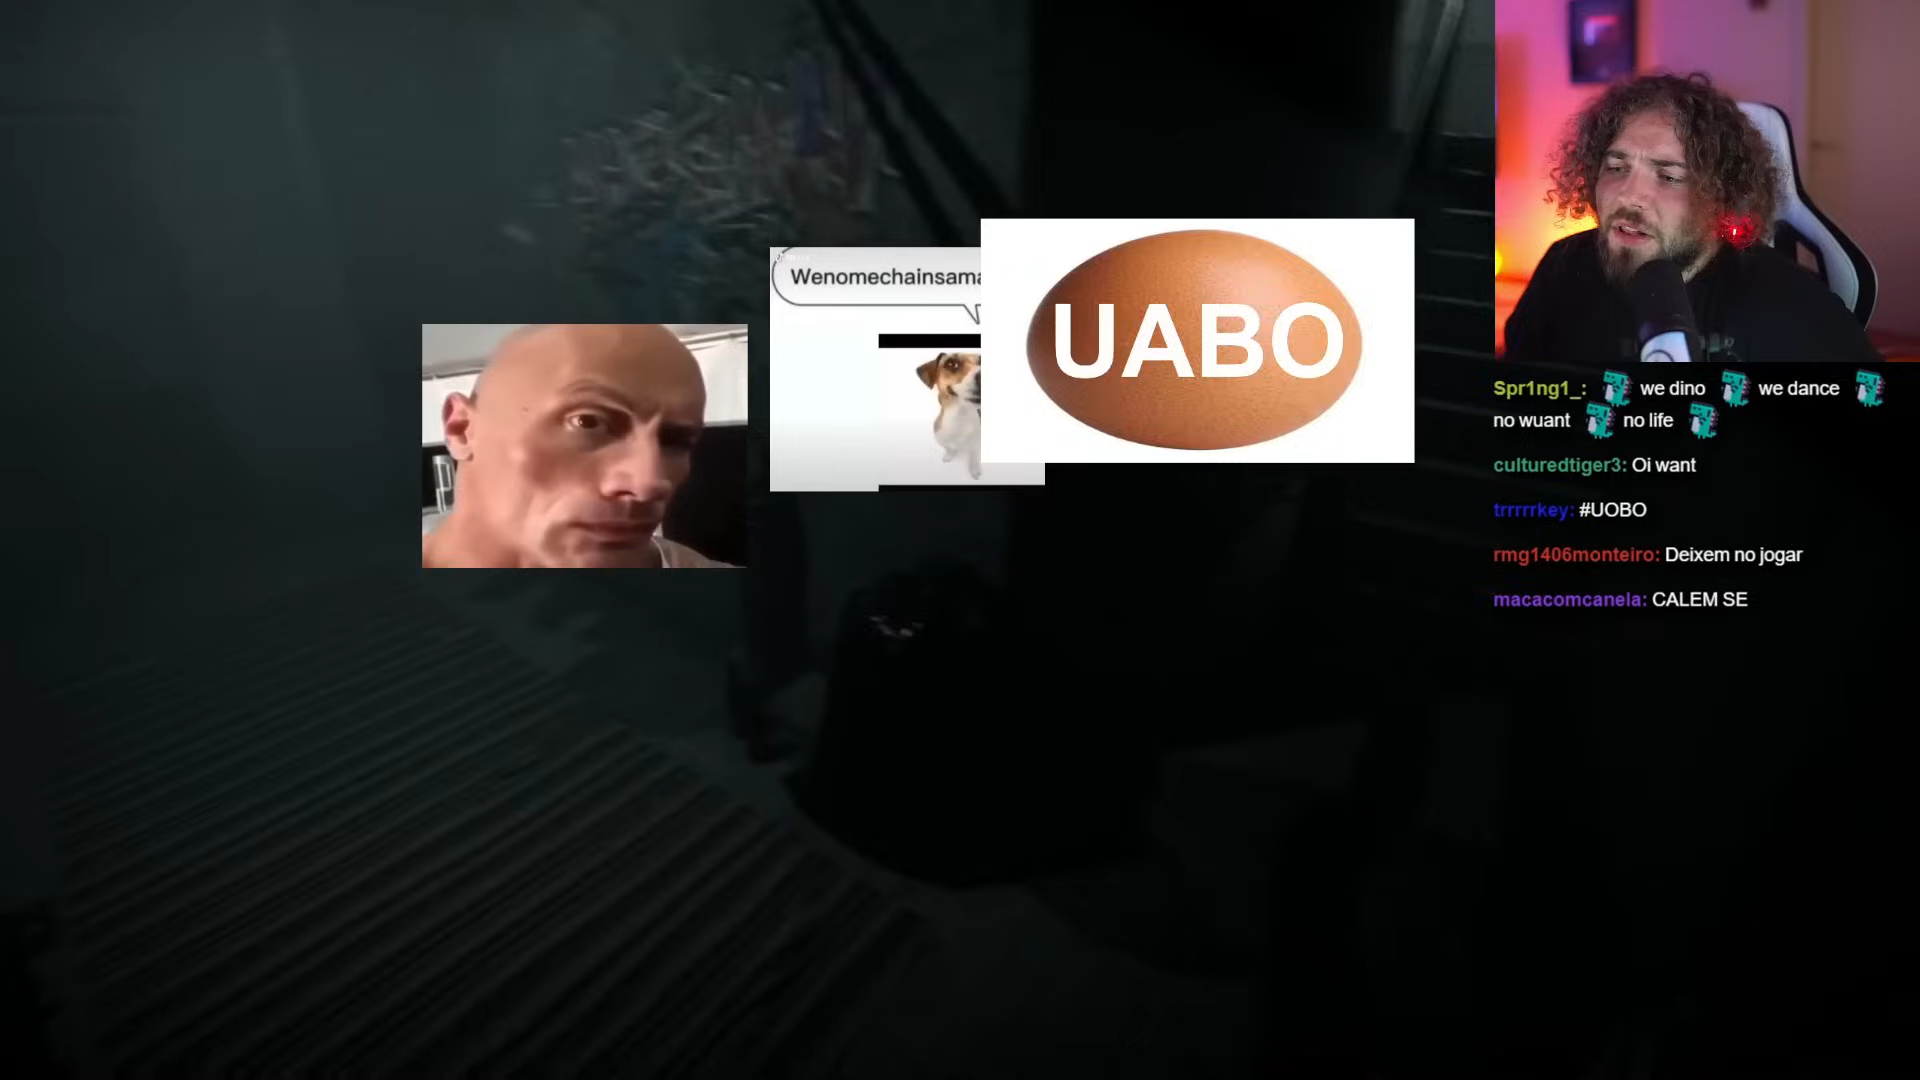 Wenomechainsama
UABO
Spr1ng1_: we dino we dance
no wuant no life
culturedtiger3: Oi want
trrrrrkey: #UOBO
rmg1406monteiro: Deixem no jogar
macacomcanela: CALEM SE